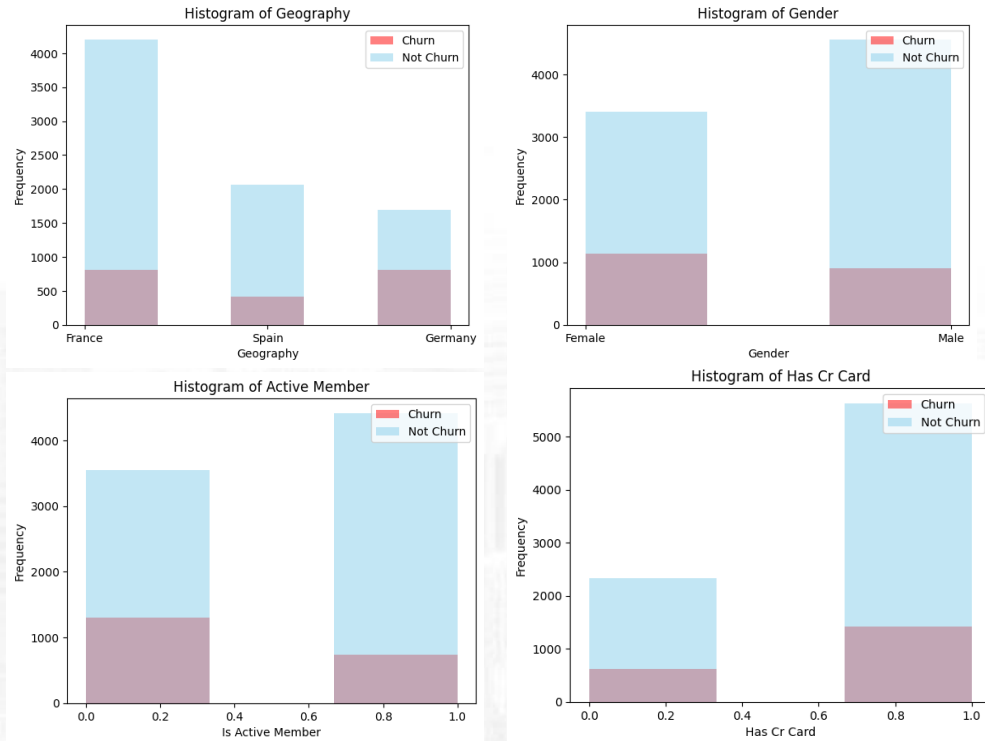 Histogram of Geography
Churn
Not Churn
Frequency
4000
3500
3000
2500
2000
1500
1000
500
0
France Spain Germany
Geography
Histogram of Gender
Churn
Not Churn
Frequency
4000
3000
2000
1000
0
Female Male
Gender
Histogram of Active Member
Churn
Not Churn
Frequency
4000
3000
2000
1000
0
0.0 0.2 0.4 0.6 0.8 1.0
Is Active Member
Histogram of Has Cr Card
Churn
Not Churn
Frequency
5000
4000
3000
2000
1000
0
0.0 0.2 0.4 0.6 0.8 1.0
Has Cr Card